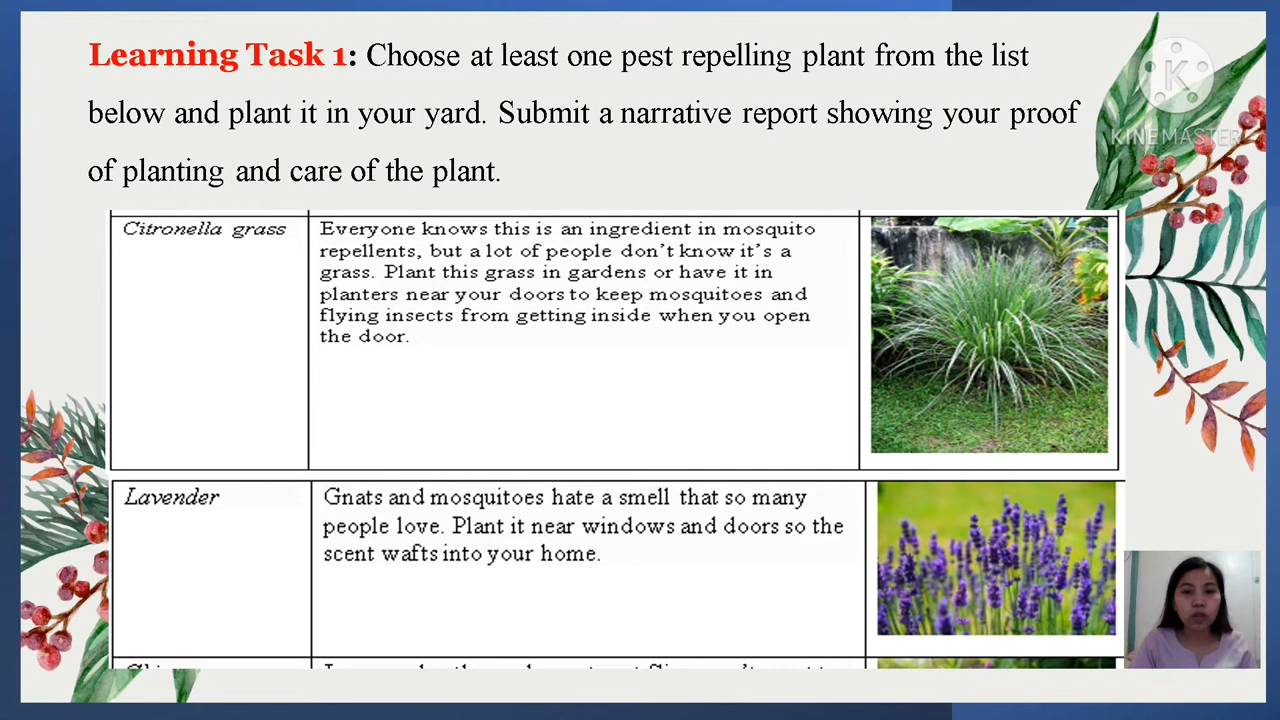 Learning Task 1: Choose at least one pest repelling plant from the list
below and plant it in your yard. Submit a narrative report showing your proof
of planting and care of the plant.
K
KINEMASTER
Citronella grass
Everyone knows this is an ingredient in mosquito
repellents, but a lot of people don't know it's a
grass. Plant this grass in gardens or have it in
planters near your doors to keep mosquitoes and
flying insects from getting inside when you open
the door.
Lavender
Gnats and mosquitoes hate a smell that so many
people love. Plant it near windows and doors so the
scent wafts into your home.